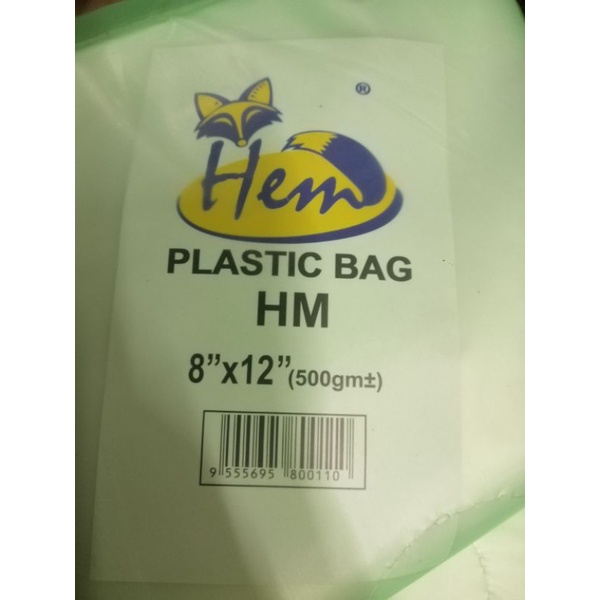 ®
Hem
PLASTIC BAG
HM
8”x12”(500gm±)
9 555695 800110